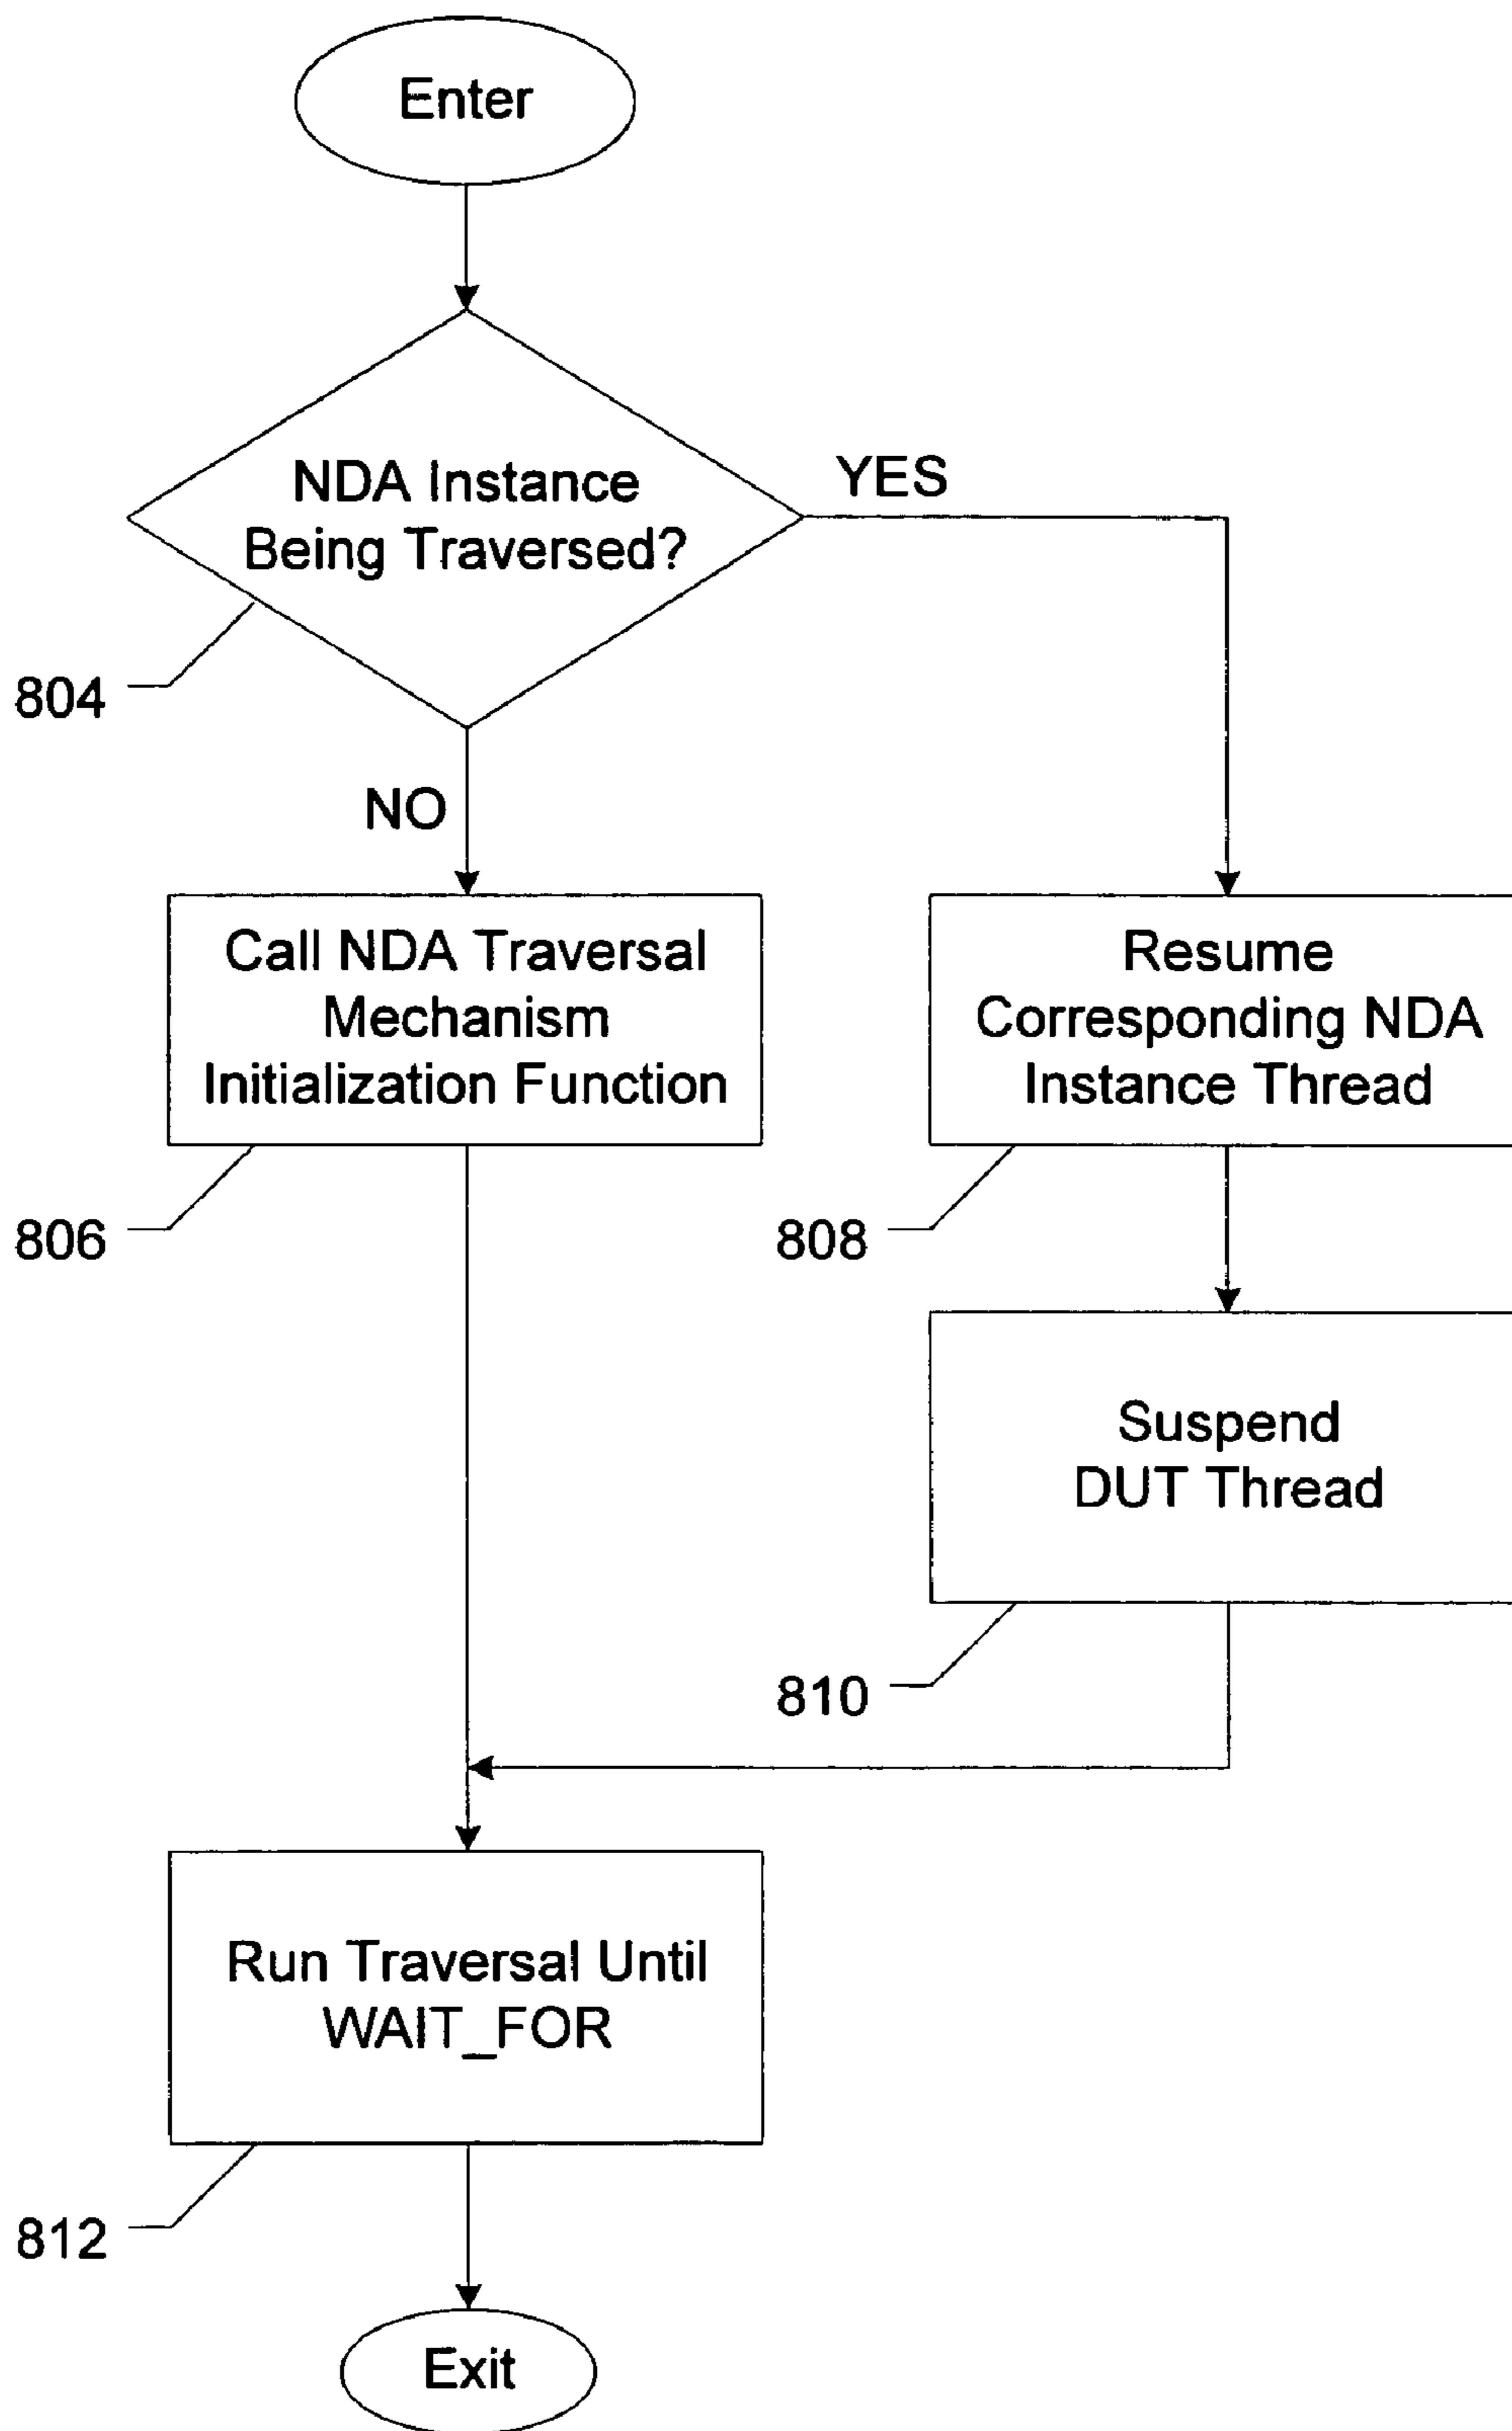 Enter
NDA Instance
Being Traversed?
YES
804
NO
Call NDA Traversal
Mechanism
Initialization Function
806
Resume
Corresponding NDA
Instance Thread
808
Suspend
DUT Thread
810
Run Traversal Until
WAIT_FOR
812
Exit